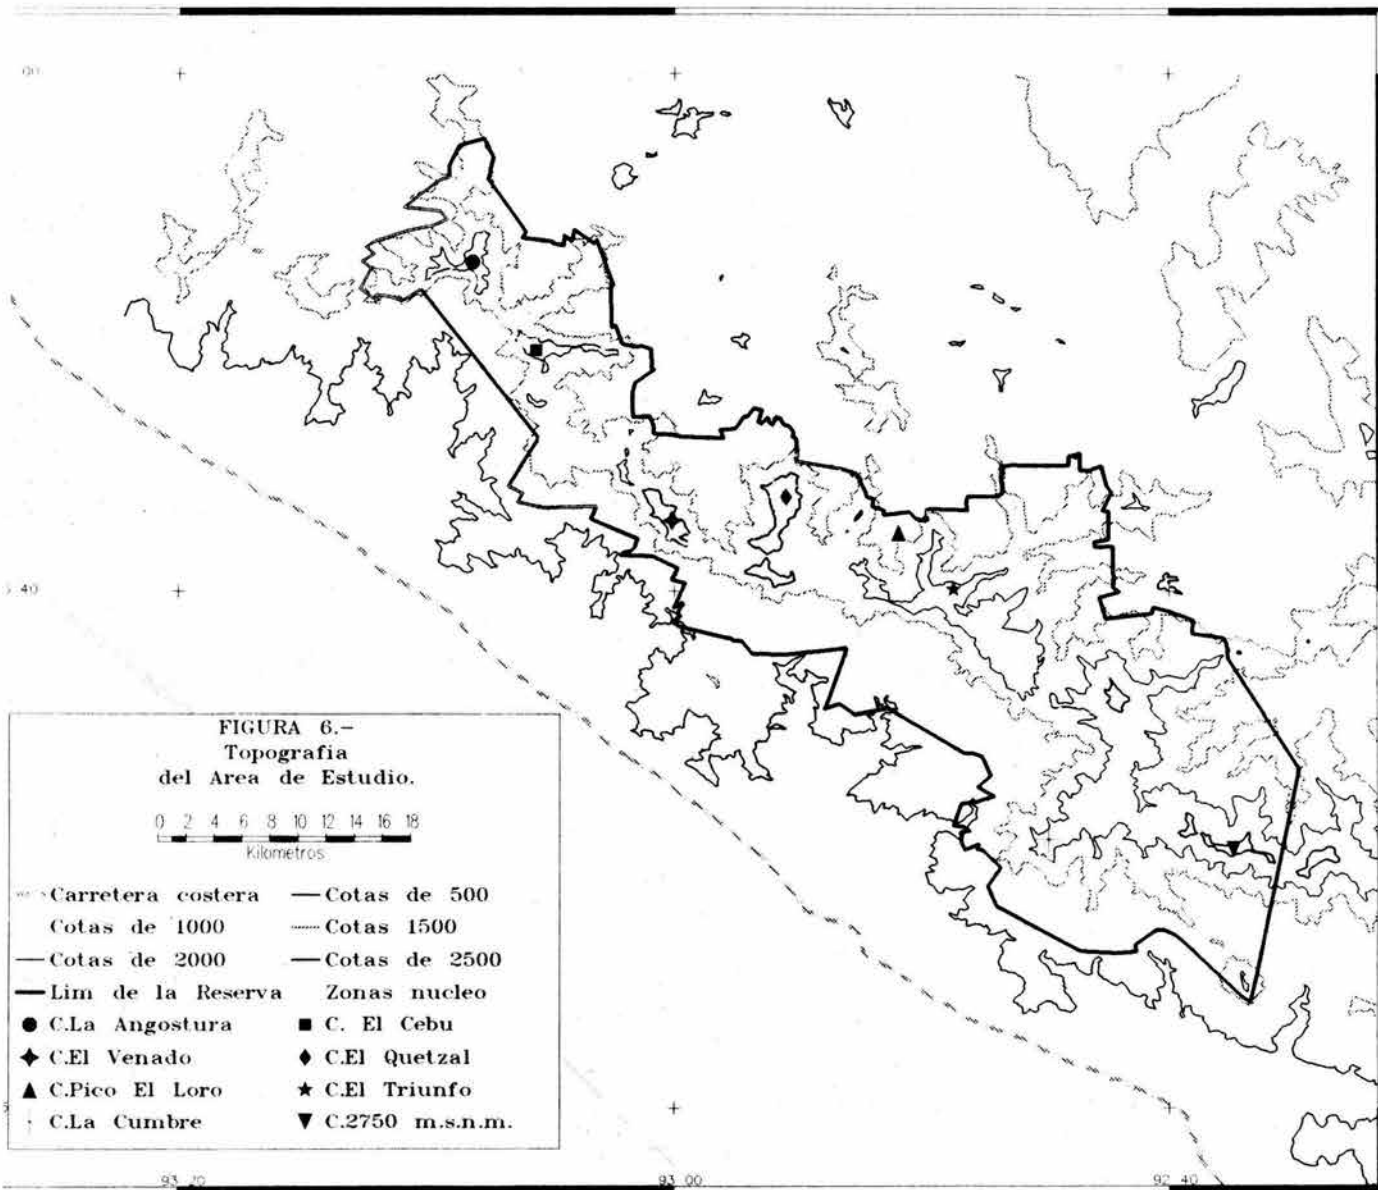 00
40
FIGURA 6.-
Topografia
del Area de Estudio.
0 2 4 6 8 10 12 14 16 18
Kilometros
Carretera costera
Cotas de 500
Cotas de 1000
Cotas 1500
Cotas de 2000
Cotas de 2500
Lim de la Reserva
Zonas nucleo
C.La Angostura
C. El Cebu
C.El Venado
C.El Quetzal
C.Pico El Loro
C.El Triunfo
C.La Cumbre
C.2750 m.s.n.m.
93 20
93 00
92 40